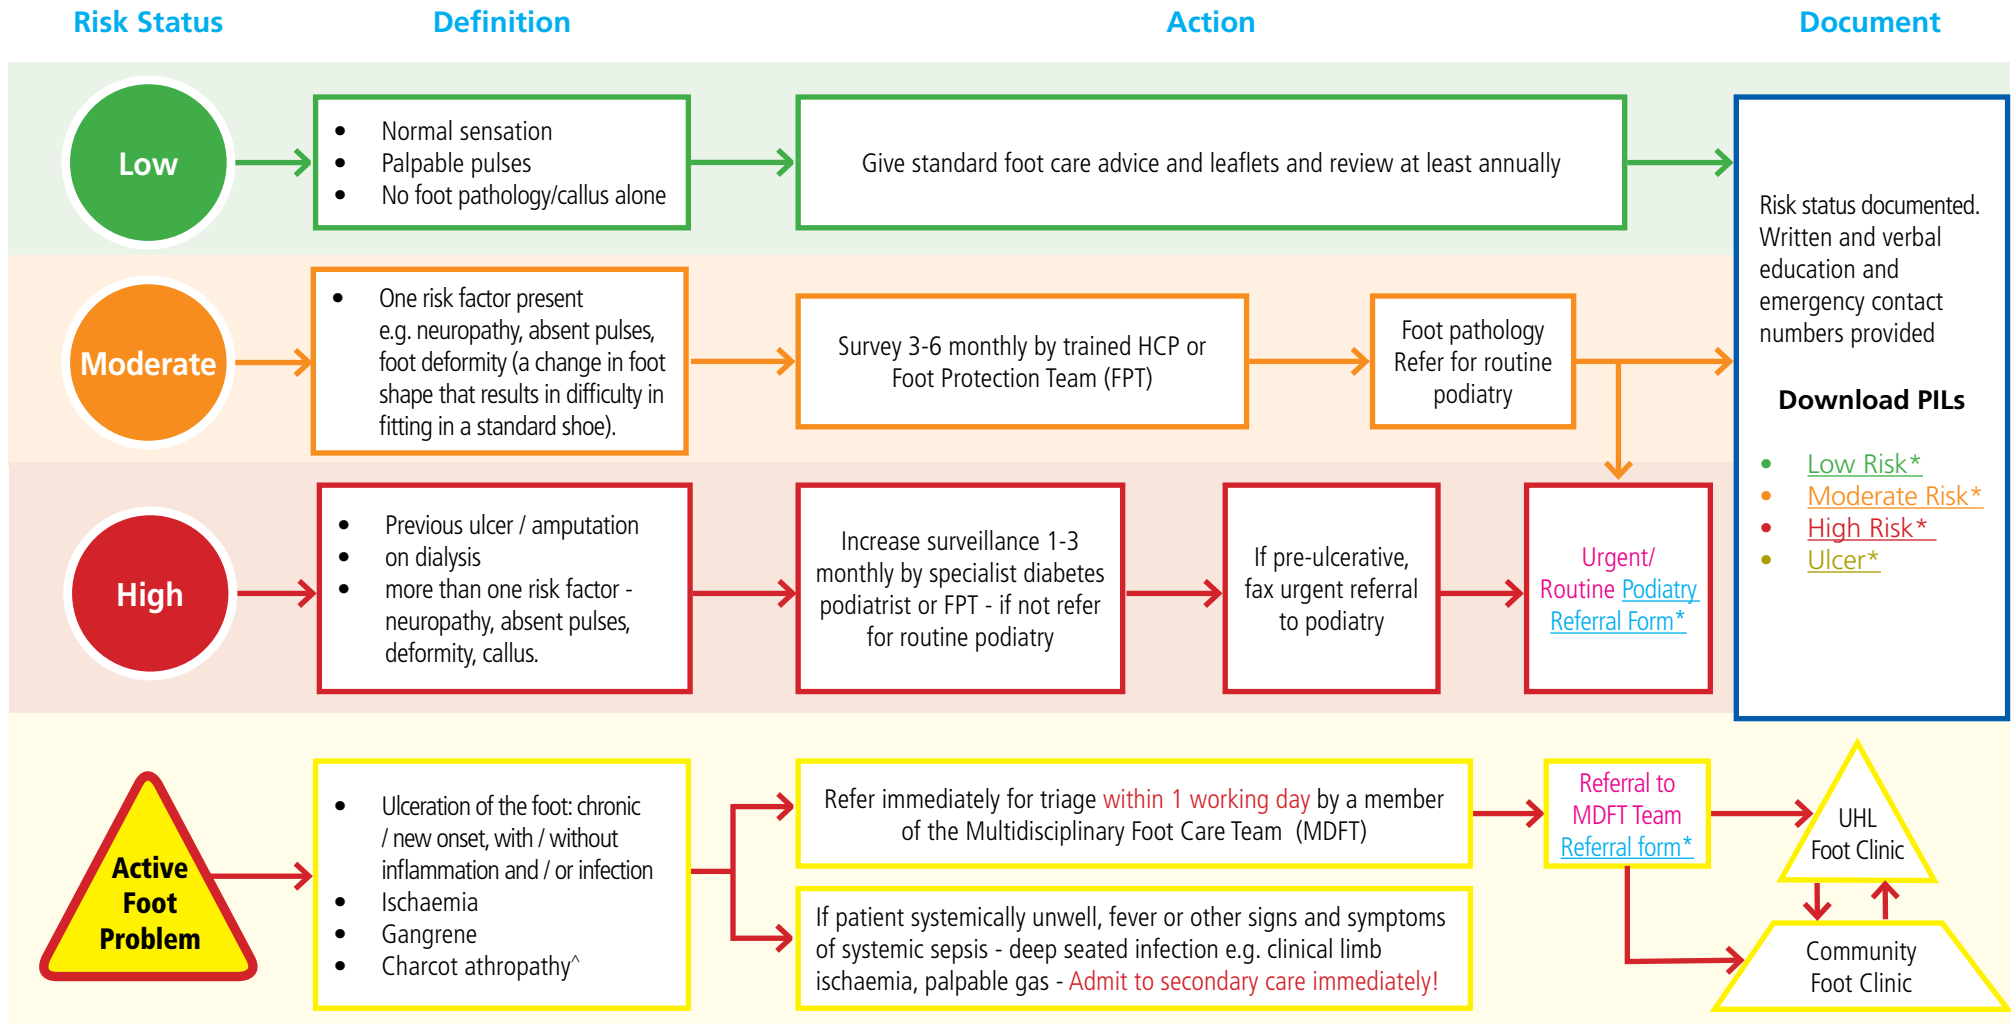 Risk Status
Definition
Action
Document
Low
• Normal sensation
• Palpable pulses
• No foot pathology/callus alone
Give standard foot care advice and leaflets and review at least annually
Moderate
• One risk factor present
e.g. neuropathy, absent pulses,
foot deformity (a change in foot
shape that results in difficulty in
fitting in a standard shoe).
Survey 3-6 monthly by trained HCP or
Foot Protection Team (FPT)
Foot pathology
Refer for routine
podiatry
High
• Previous ulcer / amputation
• on dialysis
• more than one risk factor -
neuropathy, absent pulses,
deformity, callus.
Increase surveillance 1-3
monthly by specialist diabetes
podiatrist or FPT - if not refer
for routine podiatry
If pre-ulcerative,
fax urgent referral
to podiatry
Urgent/
Routine Podiatry
Referral Form*
Risk status documented.
Written and verbal
education and
emergency contact
numbers provided
Download PILs
• Low Risk*
• Moderate Risk*
• High Risk*
• Ulcer*
Active
Foot
Problem
• Ulceration of the foot: chronic
/ new onset, with / without
inflammation and / or infection
• Ischaemia
• Gangrene
• Charcot athropathy^
Refer immediately for triage within 1 working day by a member
of the Multidisciplinary Foot Care Team (MDFT)
If patient systemically unwell, fever or other signs and symptoms
of systemic sepsis - deep seated infection e.g. clinical limb
ischaemia, palpable gas - Admit to secondary care immediately!
Referral to
MDFT Team
Referral form*
UHL
Foot Clinic
Community
Foot Clinic